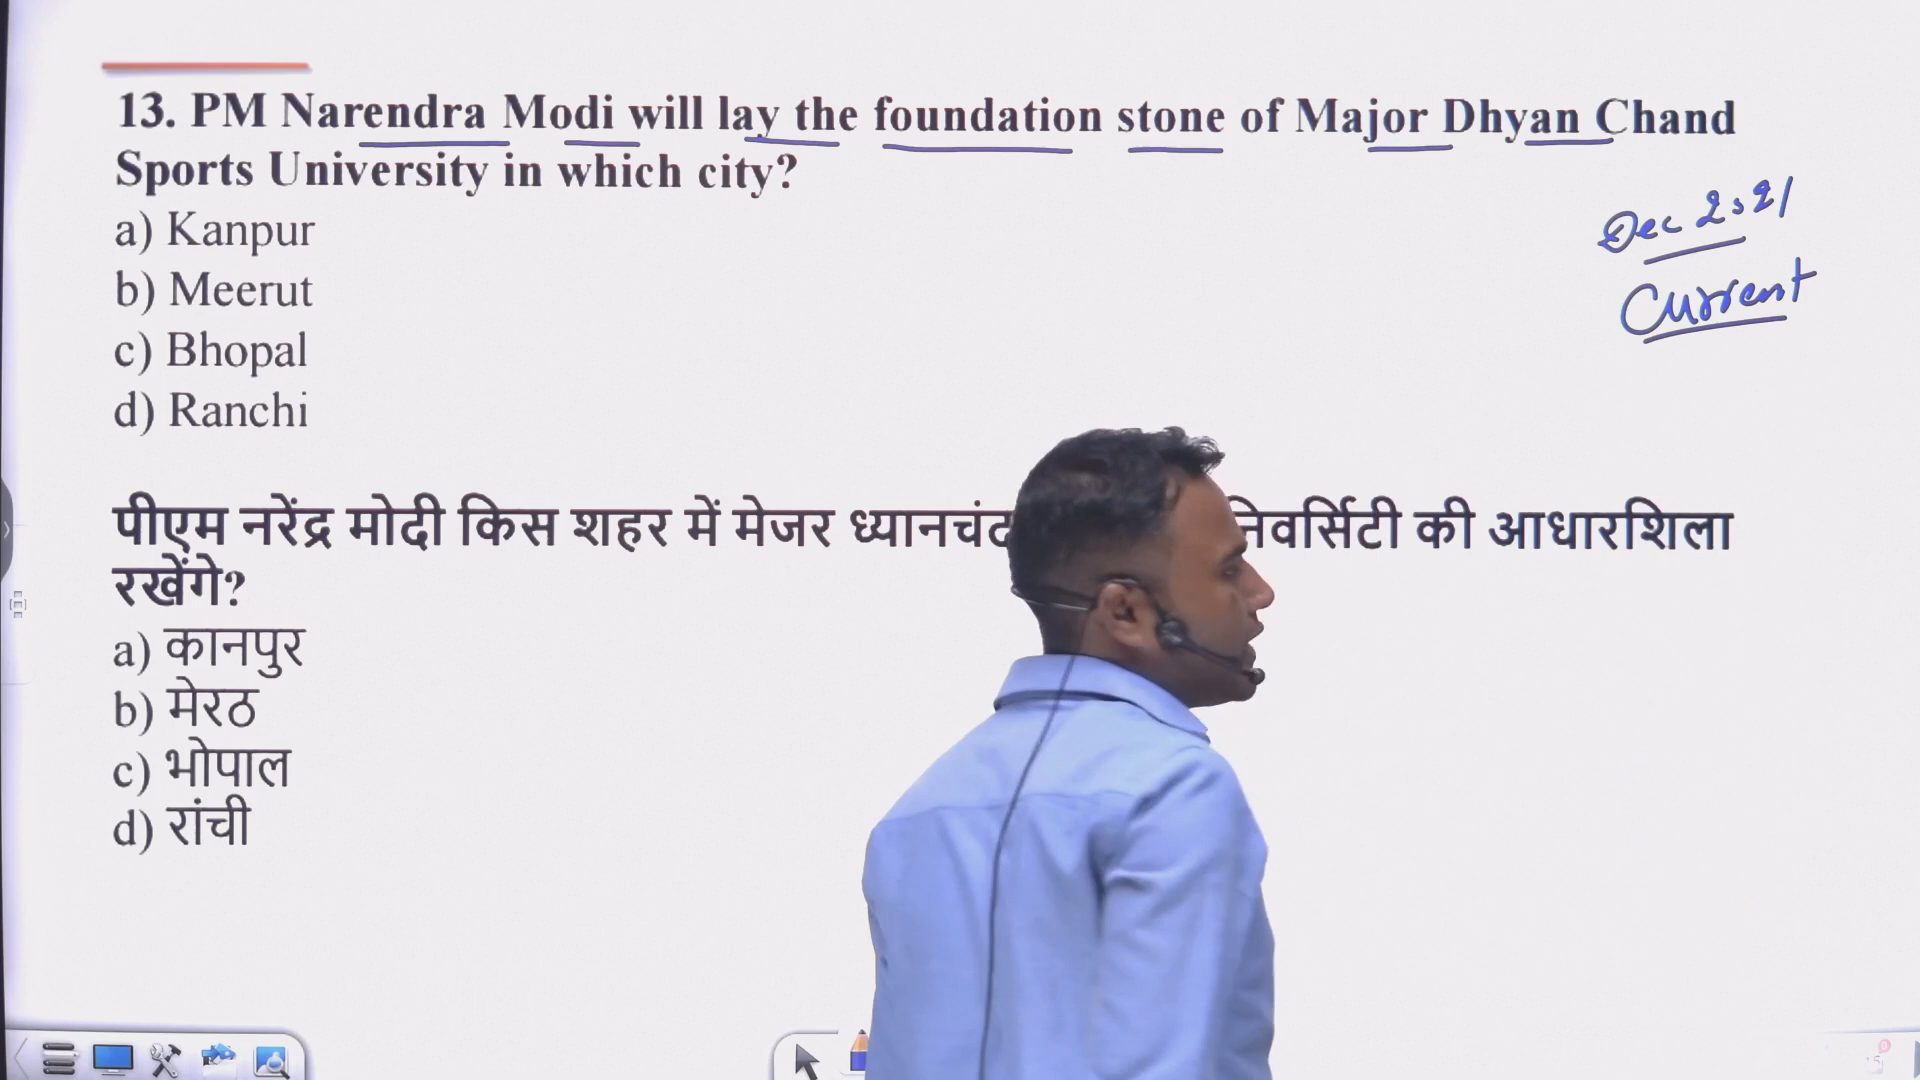 13. PM Narendra Modi will lay the foundation stone of Major Dhyan Chand
Sports University in which city?
a) Kanpur
b) Meerut
c) Bhopal
d) Ranchi
Dec 2021
Current
पीएम नरेंद्र मोदी किस शहर में मेजर ध्यानचंद की आधारशिला
रखेंगे?
a) कानपुर
b) मेरठ
c) भोपाल
d) रांची